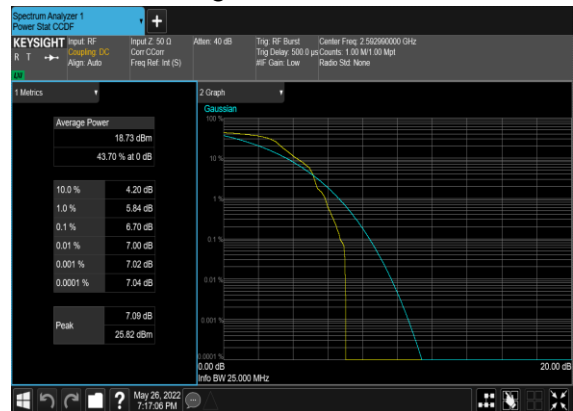 Spectrum Analyzer 1
Power Stat CCDF
+
KEYSIGHT
R T
LXI
Input: RF
Coupling: DC
Align: Auto
Input Z: 50 Ω
Corr CCorr
Freq Ref: Int (S)
Atten: 40 dB
Trig: RF Burst
Trig Delay: 500.0 µs
#IF Gain: Low
Center Freq: 2.592990000 GHz
Counts: 1.00 M/1.00 Mpt
Radio Std: None
1 Metrics
Average Power
18.73 dBm
43.70 % at 0 dB
10.0 % 4.20 dB
1.0 % 5.84 dB
0.1 % 6.70 dB
0.01 % 7.00 dB
0.001 % 7.02 dB
0.0001 % 7.04 dB
Peak
7.09 dB
25.82 dBm
2 Graph
Gaussian
100 %
10 %
1 %
0.1 %
0.01 %
0.001 %
0.0001 %
0.00 dB
20.00 dB
Info BW 25.000 MHz
?
May 26, 2022
7:17:06 PM